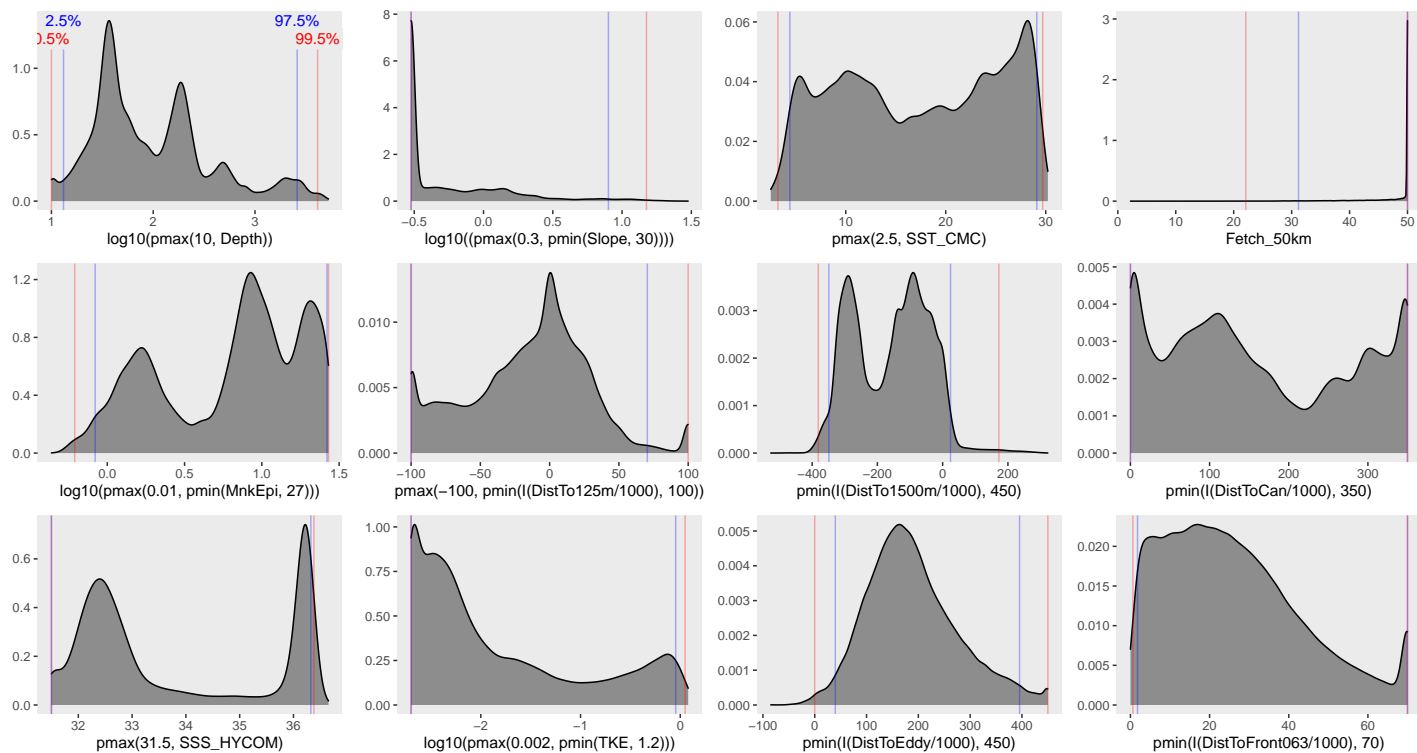 2.5% 97.5%
0.5% 99.5%
1.0
0.5
0.0
1 2 3
log10(pmax(10, Depth))
8
6
4
2
0
−0.5 0.0 0.5 1.0 1.5
log10((pmax(0.3, pmin(Slope, 30))))
0.06
0.04
0.02
0.00
10 20 30
pmax(2.5, SST_CMC)
3
2
1
0
0 10 20 30 40 50
Fetch_50km
1.2
0.8
0.4
0.0
0.0 0.5 1.0 1.5
log10(pmax(0.01, pmin(MnkEpi, 27)))
0.010
0.005
0.000
−100 −50 0 50 100
pmax(−100, pmin(I(DistTo125m/1000), 100))
0.003
0.002
0.001
0.000
−400 −200 0 200
pmin(I(DistTo1500m/1000), 450)
0.005
0.004
0.003
0.002
0.001
0.000
0 100 200 300
pmin(I(DistToCan/1000), 350)
0.6
0.4
0.2
0.0
32 33 34 35 36
pmax(31.5, SSS_HYCOM)
1.00
0.75
0.50
0.25
0.00
−2 −1 0
log10(pmax(0.002, pmin(TKE, 1.2)))
0.005
0.004
0.003
0.002
0.001
0.000
−100 0 100 200 300 400
pmin(I(DistToEddy/1000), 450)
0.020
0.015
0.010
0.005
0.000
0 20 40 60
pmin(I(DistToFront063/1000), 70)